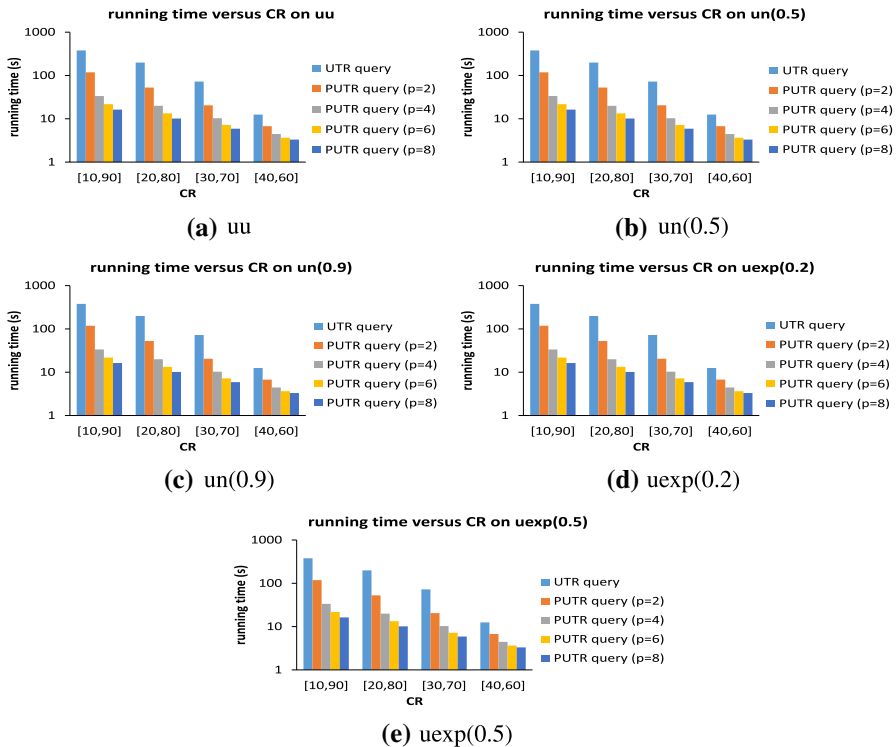 running time versus CR on uu
running time (s)
1000
100
10
1
[10,90] [20,80] [30,70] [40,60]
CR
UTR query
PUTR query (p=2)
PUTR query (p=4)
PUTR query (p=6)
PUTR query (p=8)
(a) uu
running time versus CR on un(0.5)
running time (s)
1000
100
10
1
[10,90] [20,80] [30,70] [40,60]
CR
UTR query
PUTR query (p=2)
PUTR query (p=4)
PUTR query (p=6)
PUTR query (p=8)
(b) un(0.5)
running time versus CR on un(0.9)
running time (s)
1000
100
10
1
[10,90] [20,80] [30,70] [40,60]
CR
UTR query
PUTR query (p=2)
PUTR query (p=4)
PUTR query (p=6)
PUTR query (p=8)
(c) un(0.9)
running time versus CR on uexp(0.2)
running time (s)
1000
100
10
1
[10,90] [20,80] [30,70] [40,60]
CR
UTR query
PUTR query (p=2)
PUTR query (p=4)
PUTR query (p=6)
PUTR query (p=8)
(d) uexp(0.2)
running time versus CR on uexp(0.5)
running time (s)
1000
100
10
1
[10,90] [20,80] [30,70] [40,60]
CR
UTR query
PUTR query (p=2)
PUTR query (p=4)
PUTR query (p=6)
PUTR query (p=8)
(e) uexp(0.5)